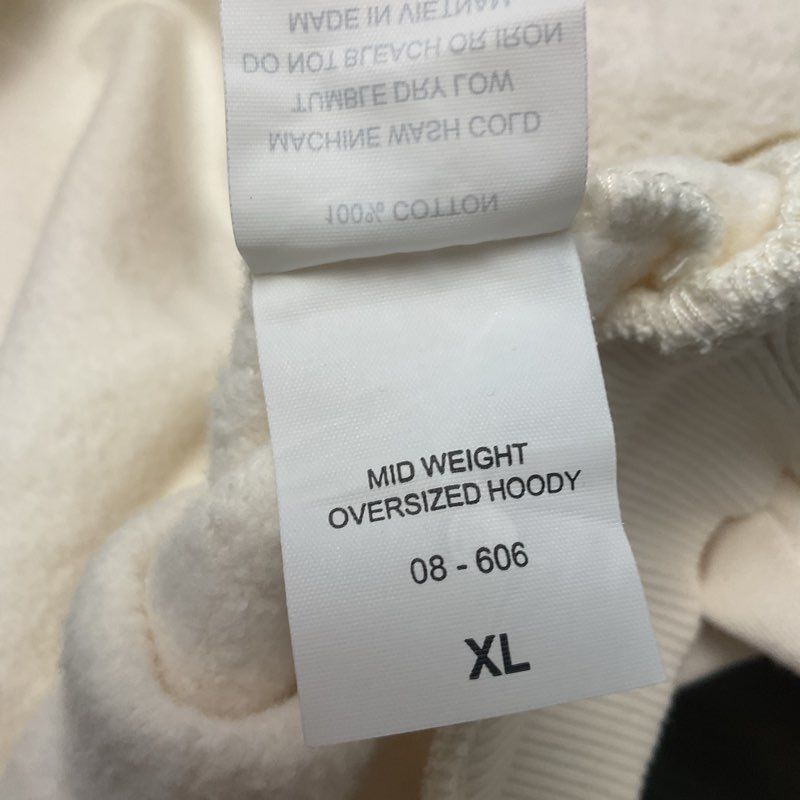 MADE IN VIETNAM
DO NOT BLEACH OR IRON
TUMBLE DRY LOW
MACHINE WASH COLD
100% COTTON
MID WEIGHT
OVERSIZED HOODY
08 - 606
XL